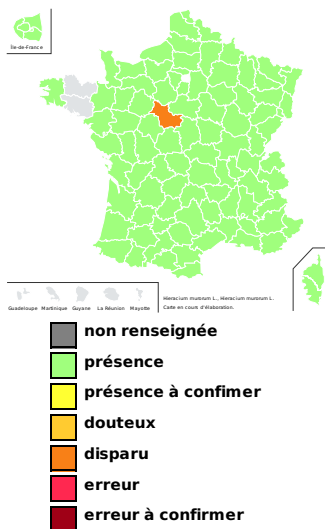 Île-de-France
Guadeloupe Martinique Guyane La Réunion Mayotte
Hieracium murorum L., Hieracium murorum L.
Carte en cours d'élaboration.
non renseignée
présence
présence à confimer
douteux
disparu
erreur
erreur à confirmer